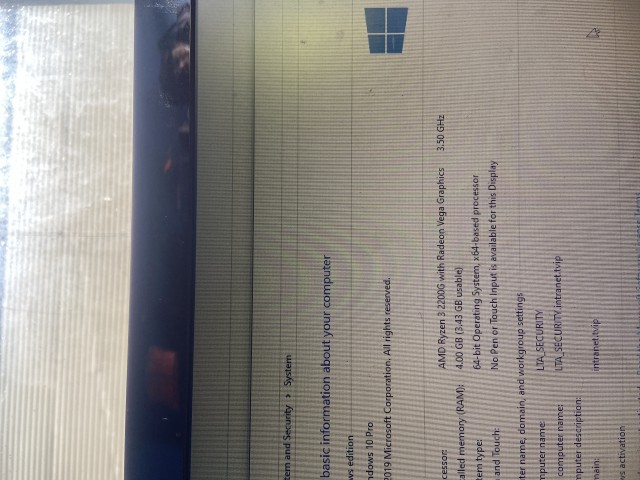 tem and Security > System
basic information about your computer
ws edition
ndows 10 Pro
2019 Microsoft Corporation. All rights reserved.
cessor: AMD Ryzen 3 2200G with Radeon Vega Graphics 3.50 GHz
alled memory (RAM): 4.00 GB (3.43 GB usable)
em type: 64-bit Operating System, x64-based processor
and Touch: No Pen or Touch Input is available for this Display
ter name, domain, and workgroup settings
mputer name: LTA_SECURITY
computer name: LTA_SECURITY.intranet.tvip
mputer description:
main: intranet.tvip
ws activation